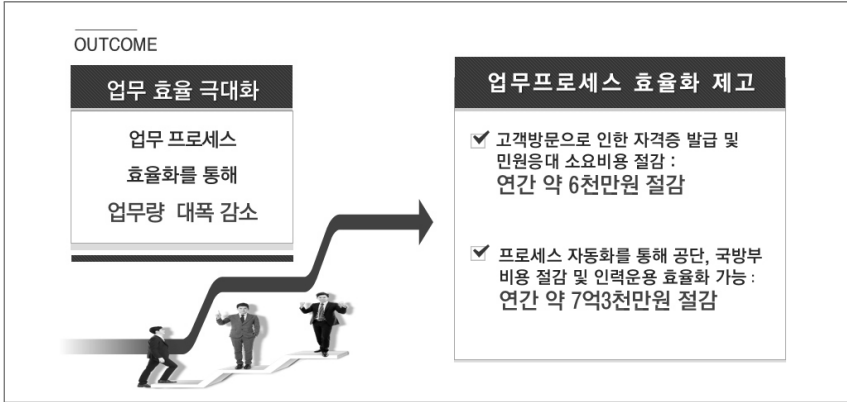 OUTCOME
업무 효율 극대화
업무 프로세스
효율화를 통해
업무량 대폭 감소
업무프로세스 효율화 제고
고객방문으로 인한 자격증 발급 및
민원응대 소요비용 절감 :
연간 약 6천만원 절감
프로세스 자동화를 통해 공단, 국방부
비용 절감 및 인력운용 효율화 가능 :
연간 약 7억3천만원 절감